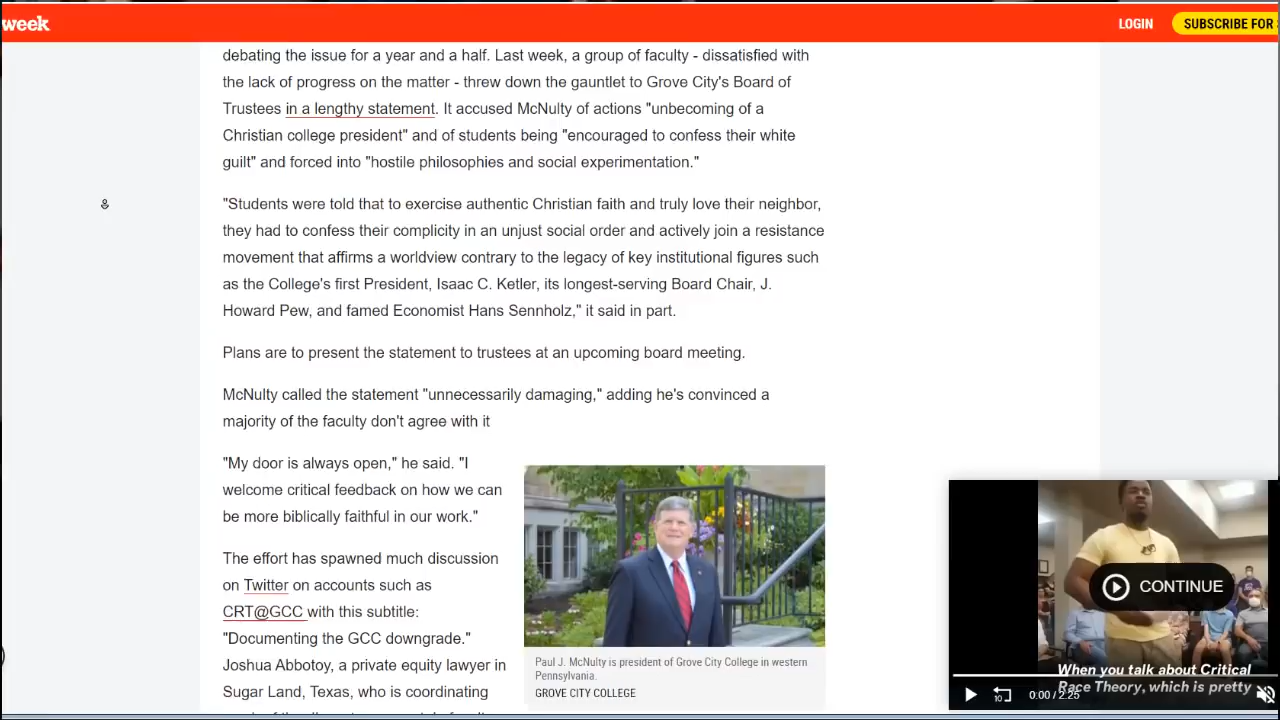 week
LOGIN
SUBSCRIBE FOR
debating the issue for a year and a half. Last week, a group of faculty - dissatisfied with
the lack of progress on the matter - threw down the gauntlet to Grove City's Board of
Trustees in a lengthy statement. It accused McNulty of actions "unbecoming of a
Christian college president" and of students being "encouraged to confess their white
guilt" and forced into "hostile philosophies and social experimentation."
"Students were told that to exercise authentic Christian faith and truly love their neighbor,
they had to confess their complicity in an unjust social order and actively join a resistance
movement that affirms a worldview contrary to the legacy of key institutional figures such
as the College's first President, Isaac C. Ketler, its longest-serving Board Chair, J.
Howard Pew, and famed Economist Hans Sennholz," it said in part.
Plans are to present the statement to trustees at an upcoming board meeting.
McNulty called the statement "unnecessarily damaging," adding he's convinced a
majority of the faculty don't agree with it
"My door is always open," he said. "I
welcome critical feedback on how we can
be more biblically faithful in our work."
The effort has spawned much discussion
on Twitter on accounts such as
CRT@GCC with this subtitle:
"Documenting the GCC downgrade."
Joshua Abbotoy, a private equity lawyer in
Sugar Land, Texas, who is coordinating
Paul J. McNulty is president of Grove City College in western
Pennsylvania.
GROVE CITY COLLEGE
CONTINUE
When you talk about Critical
Race Theory, which is pretty
10
0:00 / 2:25